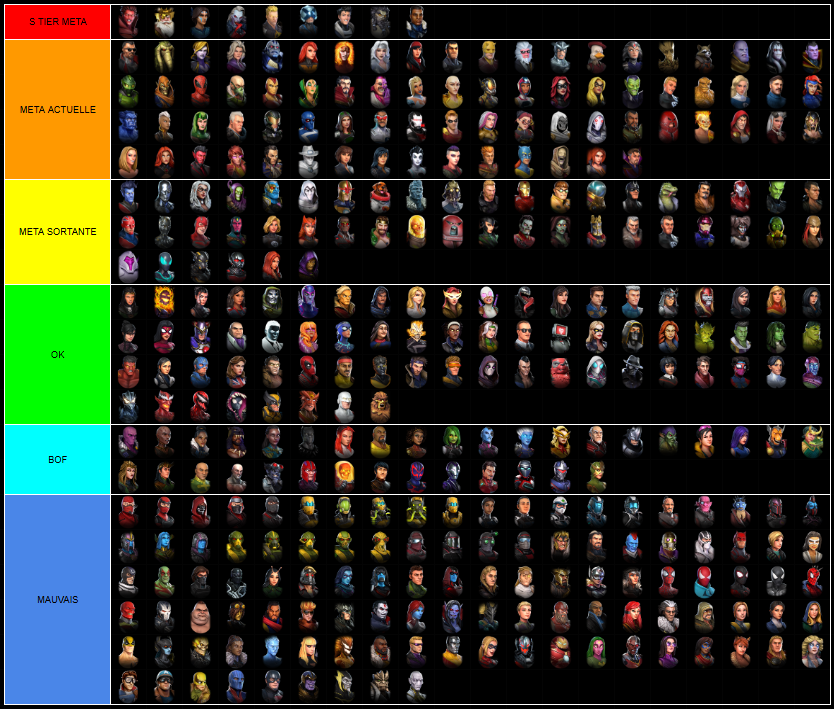 S TIER META
META ACTUELLE
META SORTANTE
OK
BOF
MAUVAIS